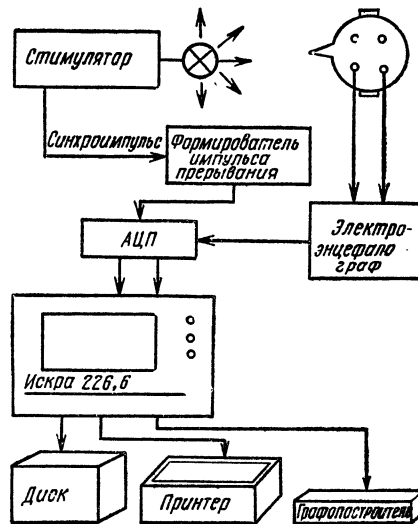 Стимулятор
Синхроимпульс
Формирователь
импульса
прерывания
АЦП
Электро-
энцефало
граф
Искра 226,6
Диск
Принтер
Графопостроитель